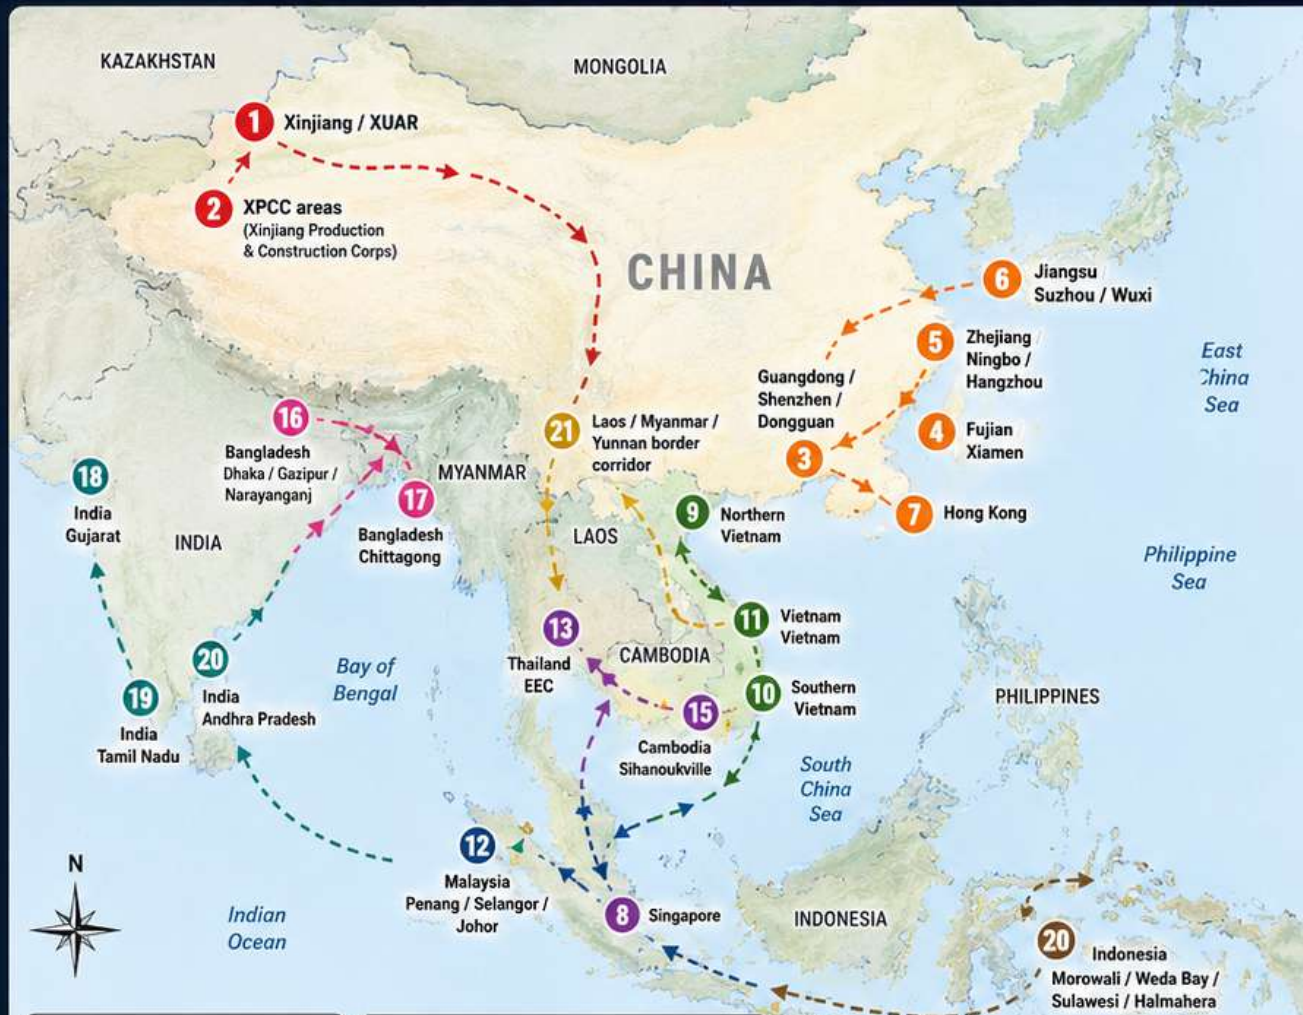 KAZAKHSTAN
MONGOLIA
1 Xinjiang / XUAR
2 XPCC areas
(Xinjiang Production
& Construction Corps)
CHINA
6 Jiangsu
Suzhou / Wuxi
5 Zhejiang
Ningbo /
Hangzhou
East
China
Sea
Guangdong /
Shenzhen /
Dongguan
3
4 Fujian
Xiamen
7 Hong Kong
21 Laos / Myanmar /
Yunnan border
corridor
16
Bangladesh
Dhaka / Gazipur /
Narayanganj
MYANMAR
17
Bangladesh
Chittagong
18
India
Gujarat
INDIA
LAOS
9 Northern
Vietnam
Philippine
Sea
11 Vietnam
Vietnam
13
Thailand
EEC
CAMBODIA
10 Southern
Vietnam
15
Cambodia
Sihanoukville
20
India
Andhra Pradesh
19
India
Tamil Nadu
Bay of
Bengal
PHILIPPINES
South
China
Sea
12
Malaysia
Penang / Selangor /
Johor
8 Singapore
INDONESIA
N
Indian
Ocean
20 Indonesia
Morowali / Weda Bay /
Sulawesi / Halmahera